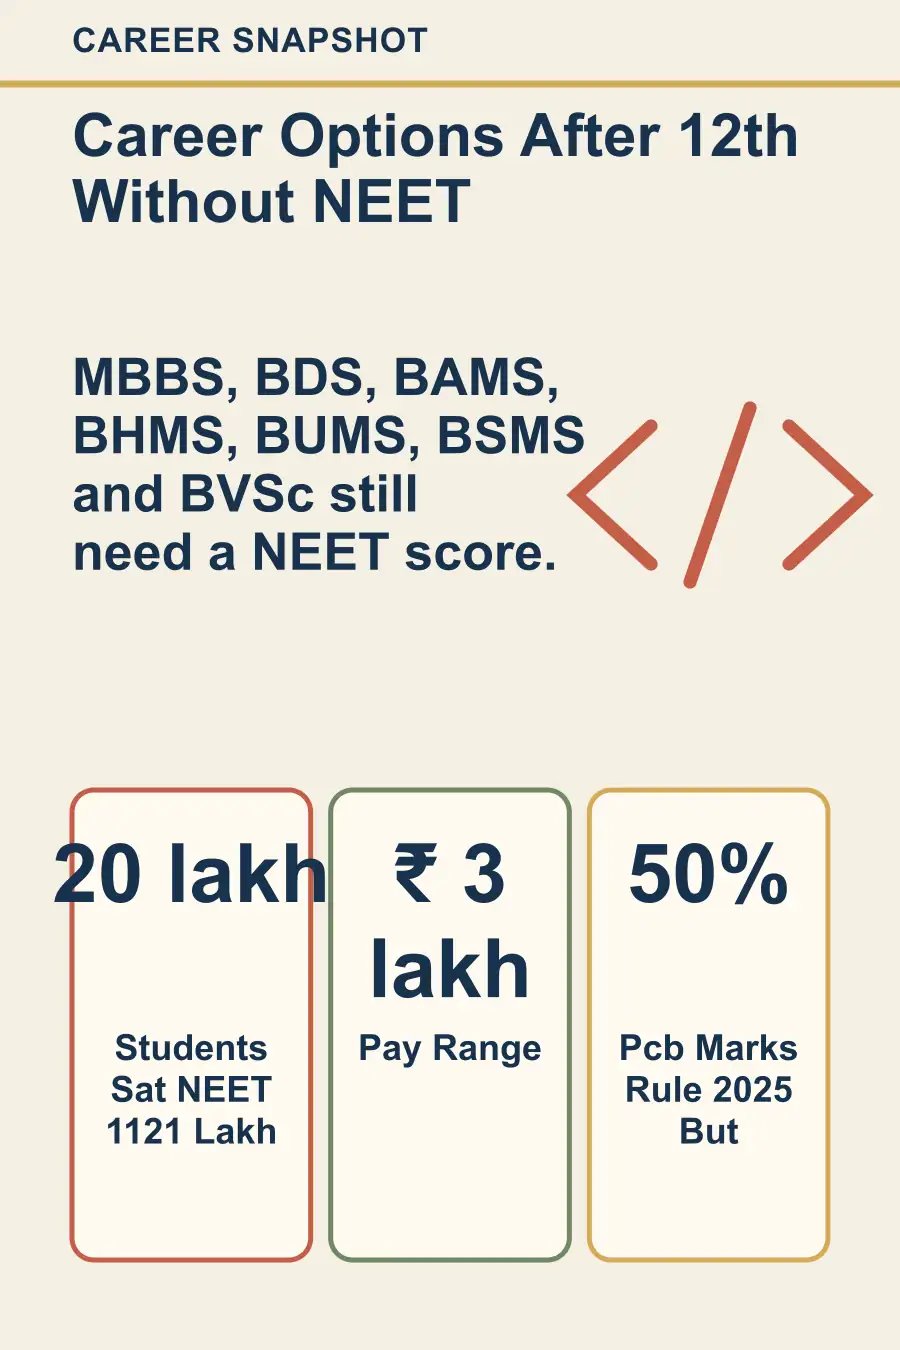 CAREER SNAPSHOT
Career Options After 12th
Without NEET
MBBS, BDS, BAMS,
BHMS, BUMS, BSMS
and BVSc still
need a NEET score.
20 lakh
Students
Sat NEET
1121 Lakh
₹ 3
lakh
Pay Range
50%
Pcb Marks
Rule 2025
But